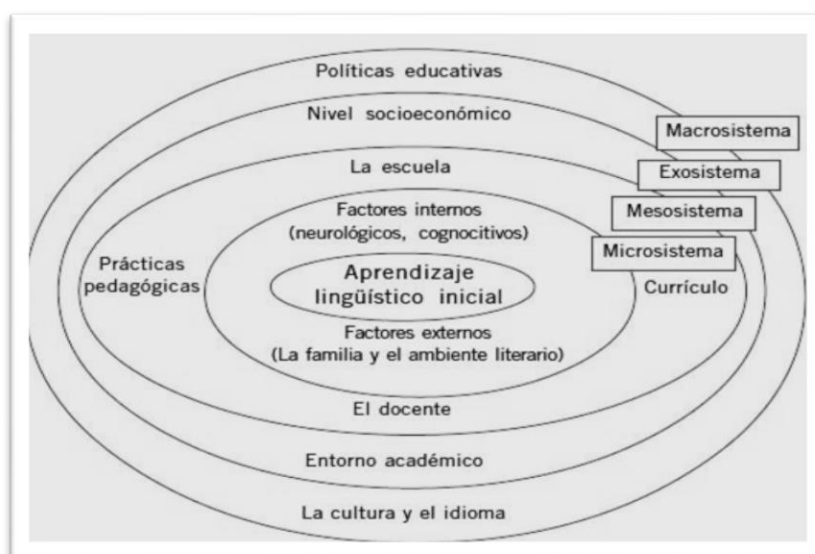 Políticas educativas
Nivel socioeconómico
Macrosistema
La escuela
Exosistema
Factores internos
(neurológicos, cognocitivos)
Mesosistema
Microsistema
Prácticas
pedagógicas
Aprendizaje
lingüístico inicial
Currículo
Factores externos
(La familia y el ambiente literario)
El docente
Entorno académico
La cultura y el idioma